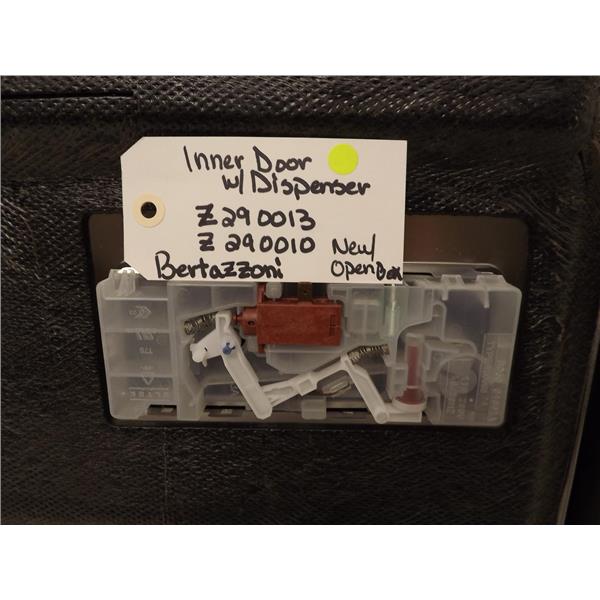 Inner Door
w/ Dispenser
Z290013
Z290010
New/
Open Box
Bertazzoni